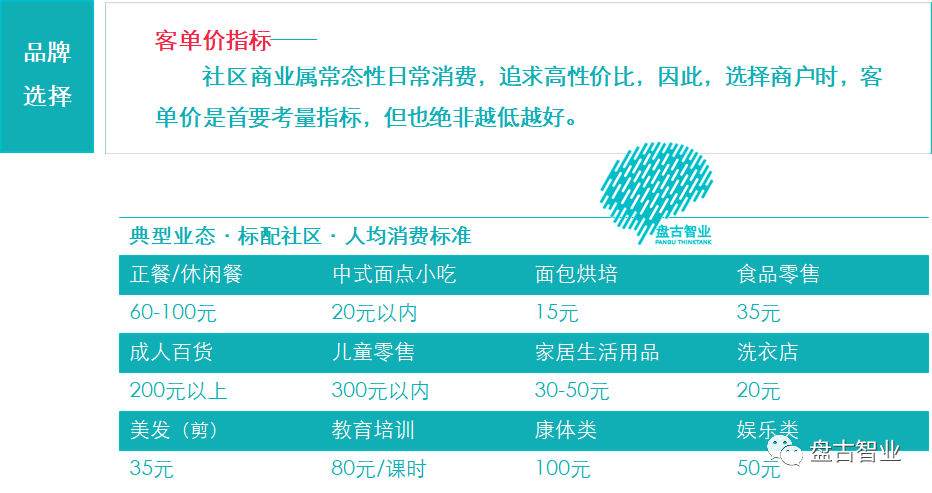 品牌
选择
客单价指标——
社区商业属常态性日常消费，追求高性价比，因此，选择商户时，客
单价是首要考量指标，但也绝非越低越好。
盘古智业
PANGU THINKTANK
典型业态·标配社区·人均消费标准
正餐/休闲餐 中式面点小吃 面包烘培 食品零售
60-100元 20元以内 15元 35元
成人百货 儿童零售 家居生活用品 洗衣店
200元以上 300元以内 30-50元 20元
美发（剪） 教育培训 康体类 娱乐类
35元 80元/课时 100元 50元
盘古智业